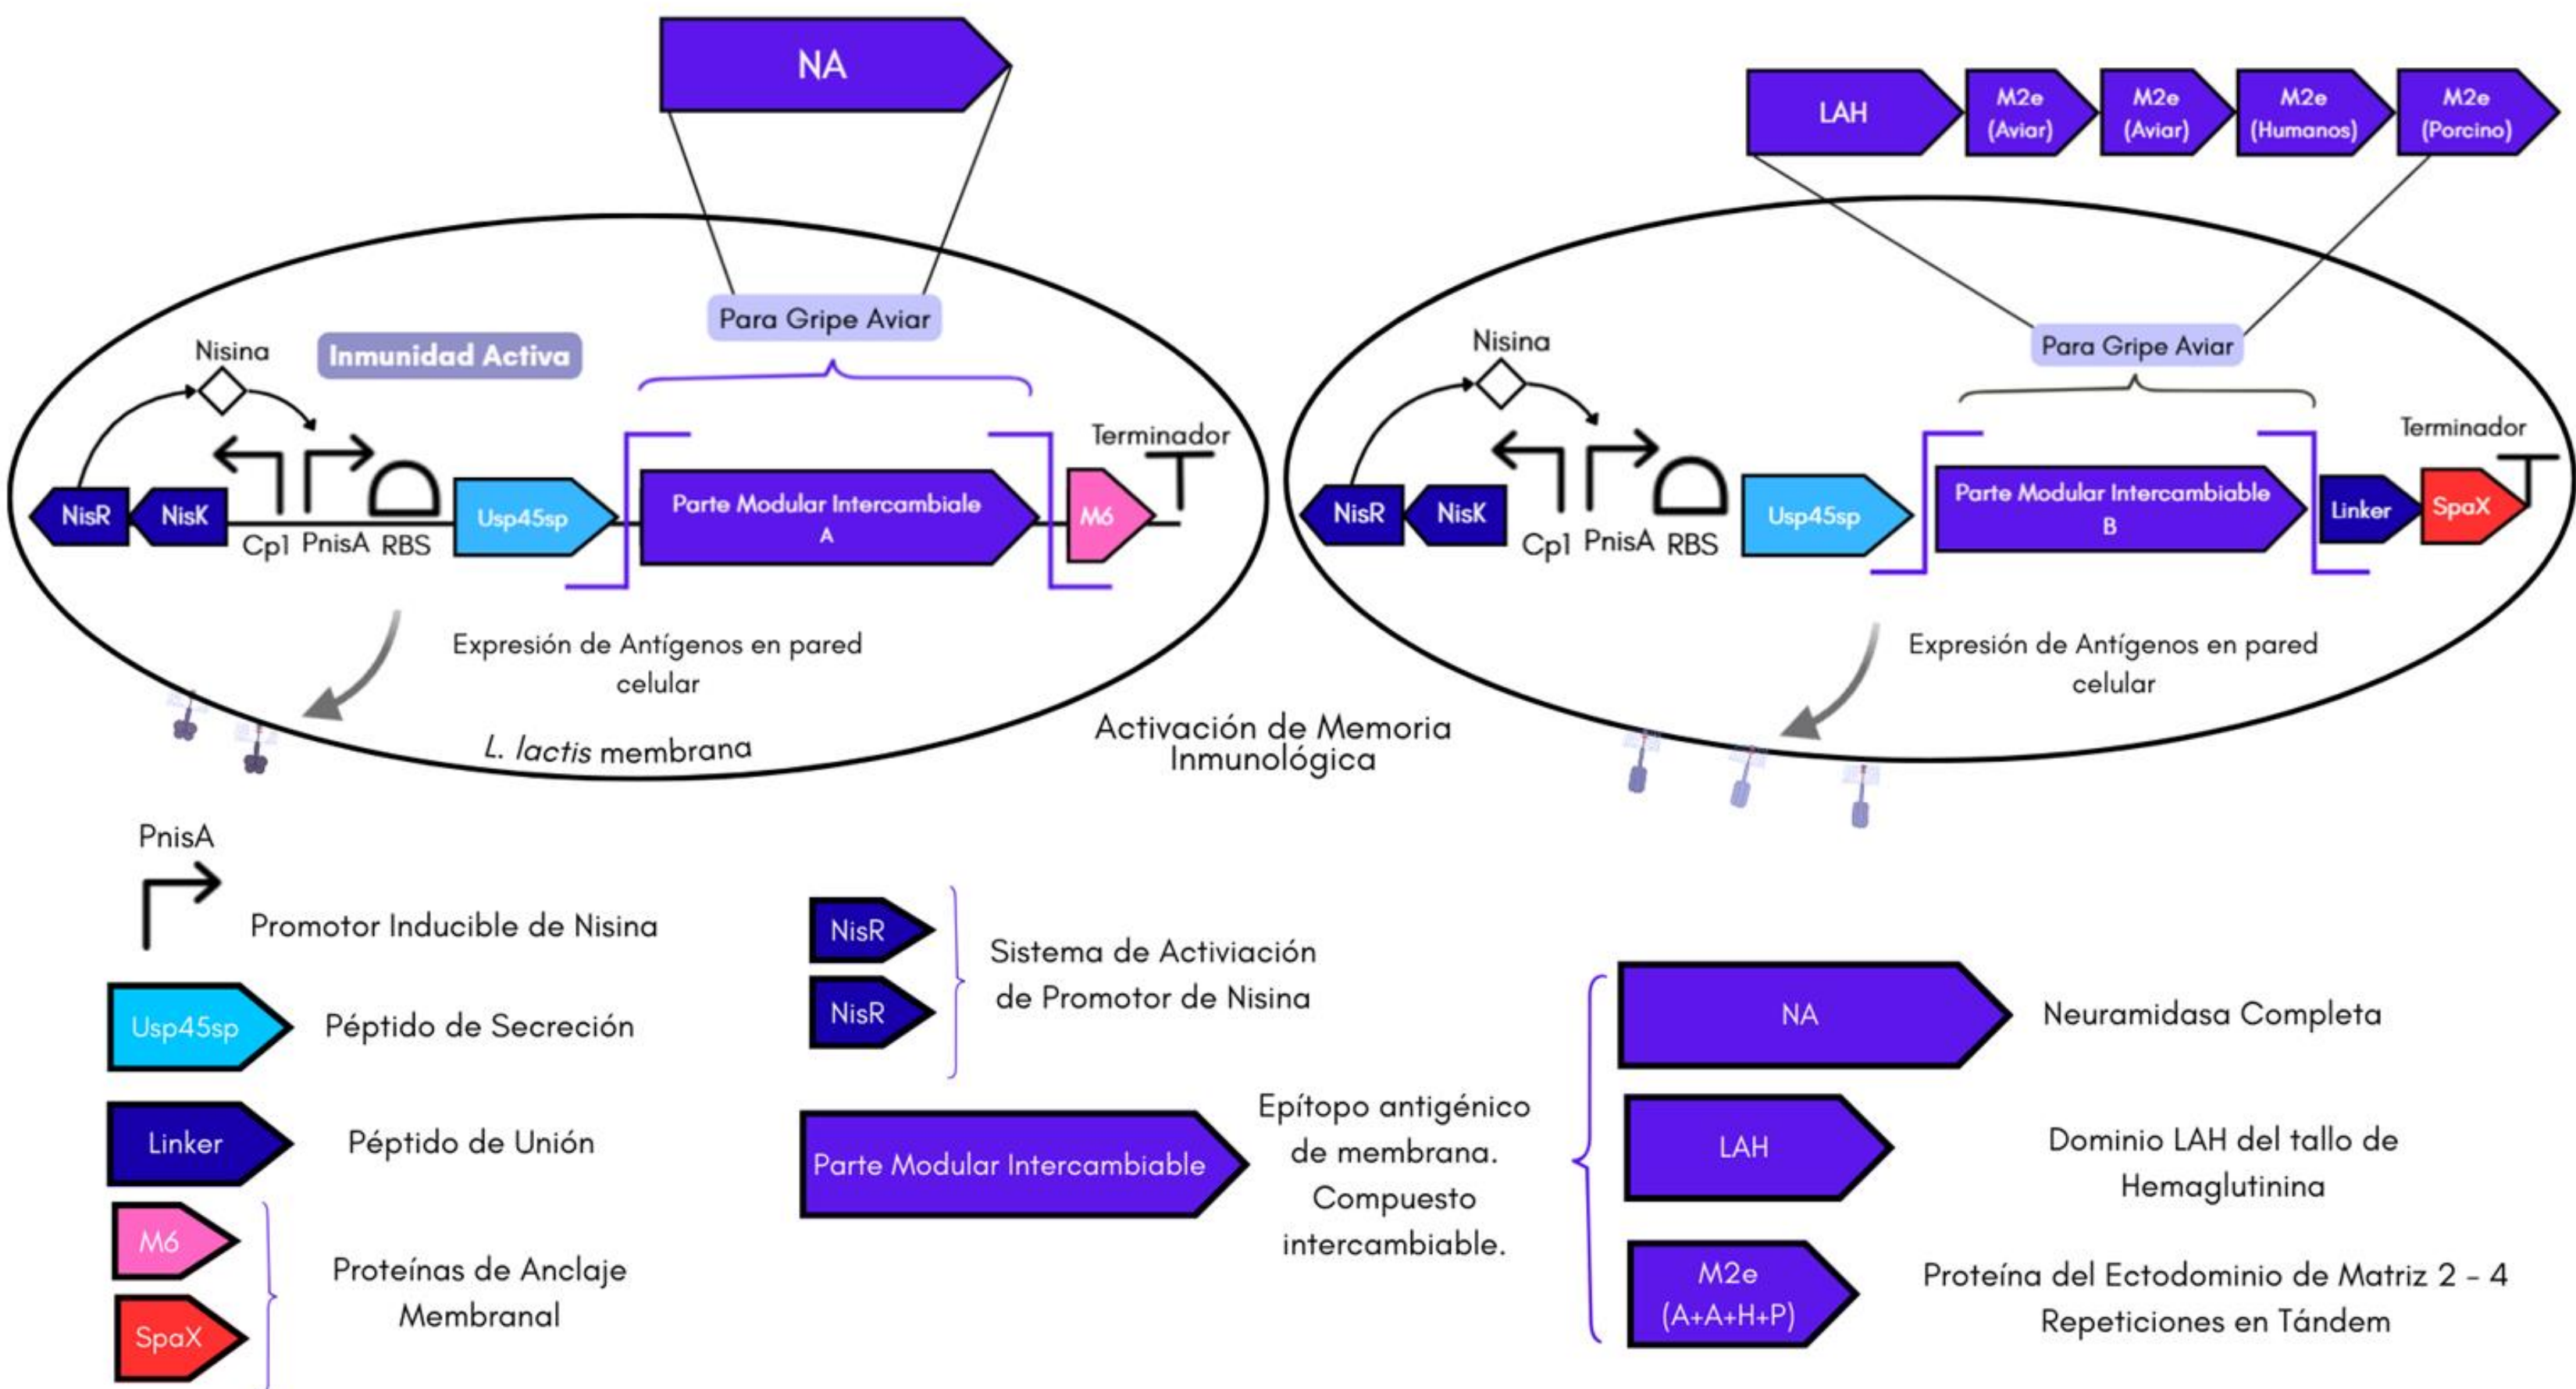 NA
LAH
M2e
(Aviar)
M2e
(Aviar)
M2e
(Humanos)
M2e
(Porcino)
Para Gripe Aviar
Nisina
Inmunidad Activa
Terminador
NisR
NisK
Cp1
PnisA
RBS
Usp45sp
Parte Modular Intercambiale
A
M6
Expresión de Antígenos en pared
celular
L. lactis membrana
Para Gripe Aviar
Nisina
Terminador
NisR
NisK
Cp1
PnisA
RBS
Usp45sp
Parte Modular Intercambiable
B
Linker
SpaX
Expresión de Antígenos en pared
celular
Activación de Memoria
Inmunológica
PnisA
Promotor Inducible de Nisina
Usp45sp
Péptido de Secreción
Linker
Péptido de Unión
M6
SpaX
Proteínas de Anclaje
Membranal
NisR
NisR
Sistema de Activiación
de Promotor de Nisina
Parte Modular Intercambiable
Epítopo antigénico
de membrana.
Compuesto
intercambiable.
NA
Neuramidasa Completa
LAH
Dominio LAH del tallo de
Hemaglutinina
M2e
(A+A+H+P)
Proteína del Ectodominio de Matriz 2 - 4
Repeticiones en Tándem